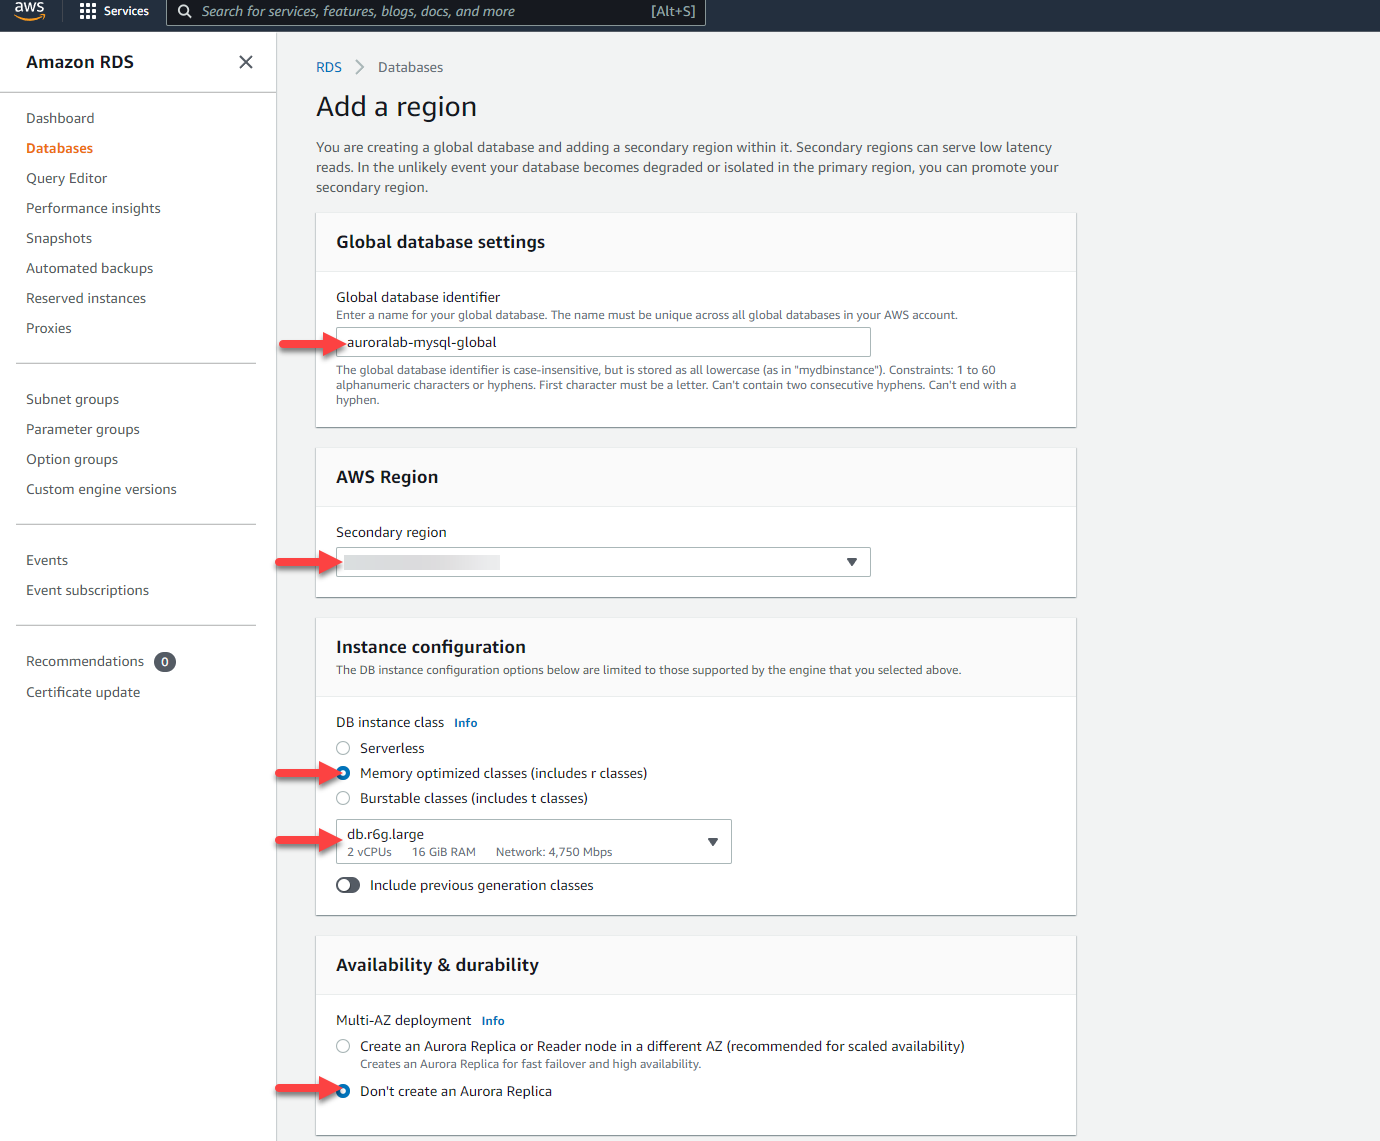 aws
Services
Search for services, features, blogs, docs, and more
[Alt+S]
Amazon RDS
Dashboard
Databases
Query Editor
Performance insights
Snapshots
Automated backups
Reserved instances
Proxies
Subnet groups
Parameter groups
Option groups
Custom engine versions
Events
Event subscriptions
Recommendations 0
Certificate update
RDS > Databases
Add a region
You are creating a global database and adding a secondary region within it. Secondary regions can serve low latency
reads. In the unlikely event your database becomes degraded or isolated in the primary region, you can promote your
secondary region.
Global database settings
Global database identifier
Enter a name for your global database. The name must be unique across all global databases in your AWS account.
auroralab-mysql-global
The global database identifier is case-insensitive, but is stored as all lowercase (as in "mydbinstance"). Constraints: 1 to 60
alphanumeric characters or hyphens. First character must be a letter. Can't contain two consecutive hyphens. Can't end with a
hyphen.
AWS Region
Secondary region
Instance configuration
The DB instance configuration options below are limited to those supported by the engine that you selected above.
DB instance class Info
Serverless
Memory optimized classes (includes r classes)
Burstable classes (includes t classes)
db.r6g.large
2 vCPUs 16 GiB RAM Network: 4,750 Mbps
Include previous generation classes
Availability & durability
Multi-AZ deployment Info
Create an Aurora Replica or Reader node in a different AZ (recommended for scaled availability)
Creates an Aurora Replica for fast failover and high availability.
Don't create an Aurora Replica